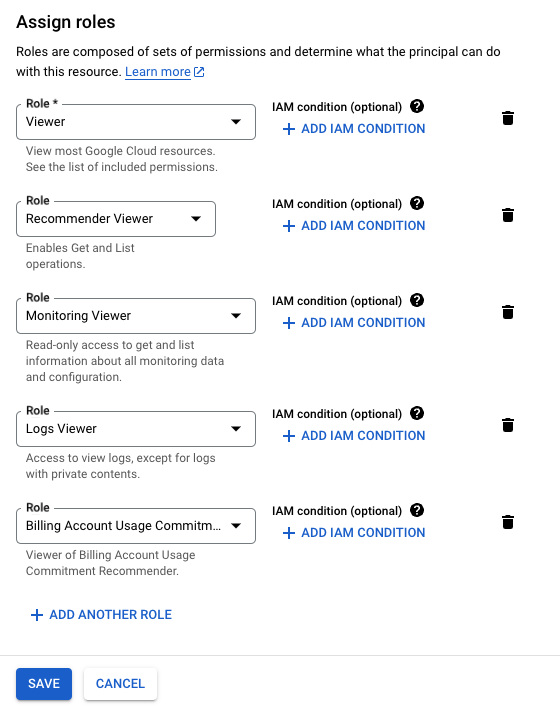 Assign roles
Roles are composed of sets of permissions and determine what the principal can do
with this resource. Learn more
Role *
Viewer
IAM condition (optional) ?
+ ADD IAM CONDITION
View most Google Cloud resources.
See the list of included permissions.
Role
Recommender Viewer
IAM condition (optional) ?
+ ADD IAM CONDITION
Enables Get and List
operations.
Role
Monitoring Viewer
IAM condition (optional) ?
+ ADD IAM CONDITION
Read-only access to get and list
information about all monitoring data
and configuration.
Role
Logs Viewer
IAM condition (optional) ?
+ ADD IAM CONDITION
Access to view logs, except for logs
with private contents.
Role
Billing Account Usage Commitm...
IAM condition (optional) ?
+ ADD IAM CONDITION
Viewer of Billing Account Usage
Commitment Recommender.
+ ADD ANOTHER ROLE
SAVE CANCEL